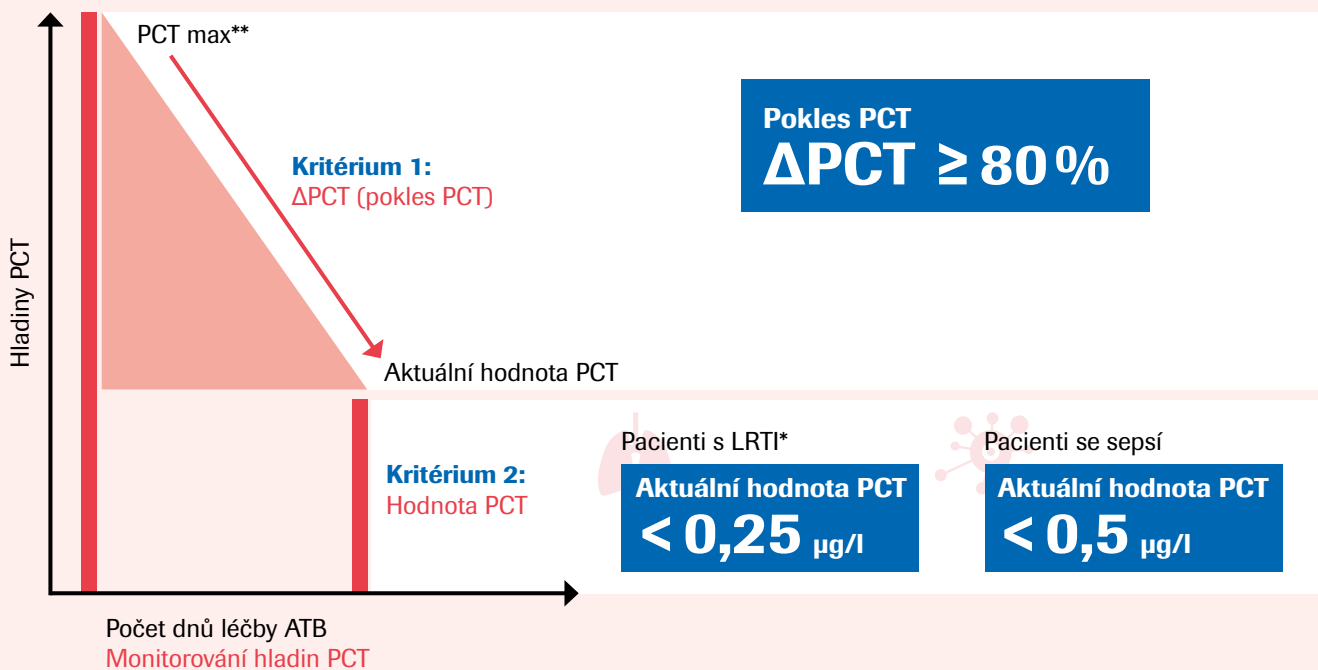 PCT max**
Pokles PCT
ΔPCT ≥ 80 %
Kritérium 1:
ΔPCT (pokles PCT)
Hladiny PCT
Aktuální hodnota PCT
Pacienti s LRTI*
Pacienti se sepsí
Kritérium 2:
Hodnota PCT
Aktuální hodnota PCT
< 0,25 µg/l
Aktuální hodnota PCT
< 0,5 µg/l
Počet dnů léčby ATB
Monitorování hladin PCT